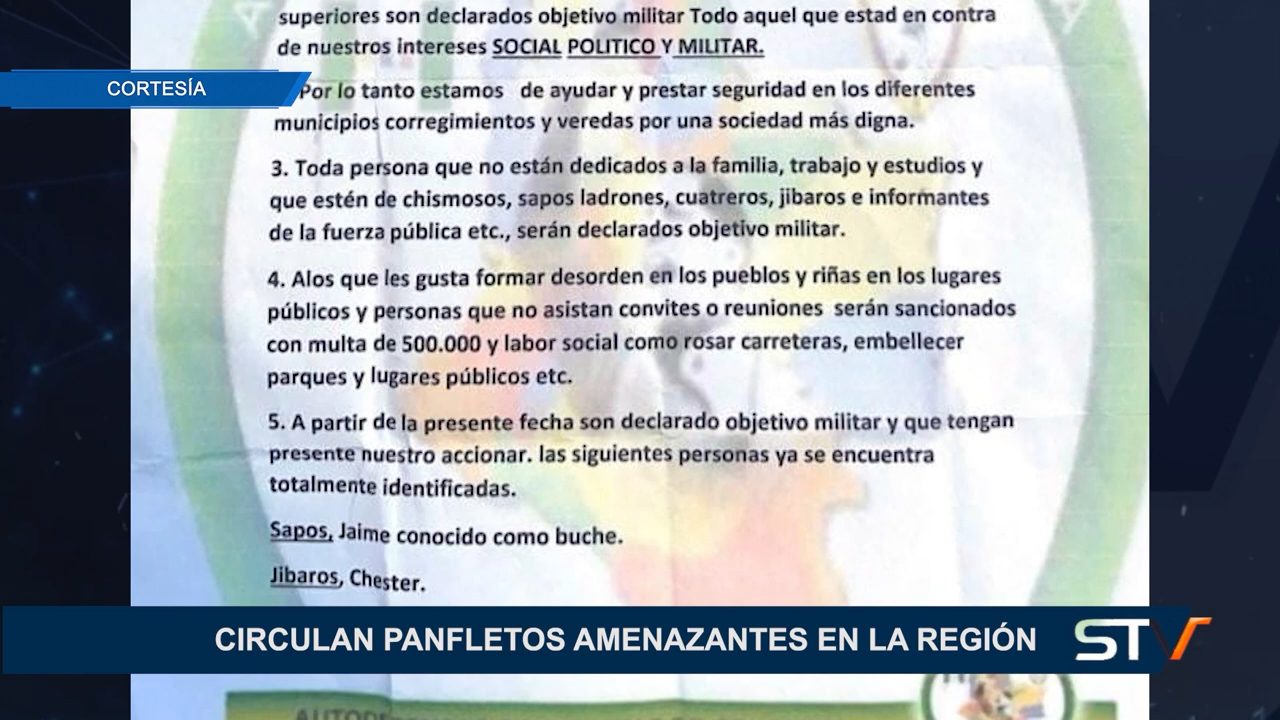 superiores son declarados objetivo militar Todo aquel que estad en contra
de nuestros intereses SOCIAL POLITICO Y MILITAR.
CORTESÍA
Por lo tanto estamos de ayudar y prestar seguridad en los diferentes
municipios corregimientos y veredas por una sociedad más digna.
3. Toda persona que no están dedicados a la familia, trabajo y estudios y
que estén de chismosos, sapos ladrones, cuatreros, jibaros e informantes
de la fuerza pública etc., serán declarados objetivo militar.
4. Alos que les gusta formar desorden en los pueblos y riñas en los lugares
públicos y personas que no asistan convites o reuniones serán sancionados
con multa de 500.000 y labor social como rosar carreteras, embellecer
parques y lugares públicos etc.
5. A partir de la presente fecha son declarado objetivo militar y que tengan
presente nuestro accionar. las siguientes personas ya se encuentra
totalmente identificadas.
Sapos, Jaime conocido como buche.
Jibaros, Chester.
CIRCULAN PANFLETOS AMENAZANTES EN LA REGIÓN
STV